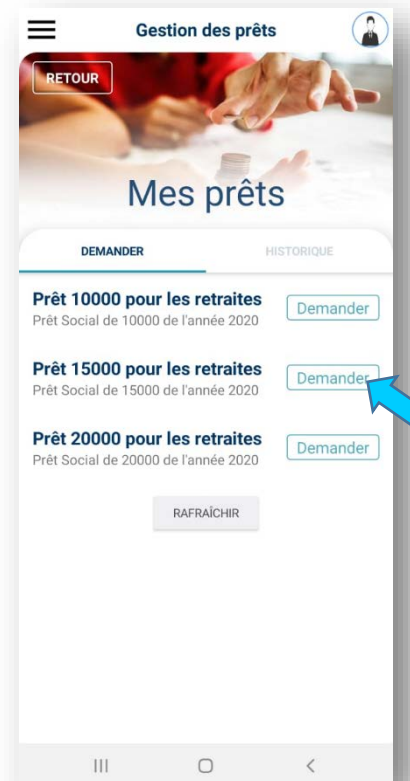 Gestion des prêts
RETOUR
Mes prêts
DEMANDER
HISTORIQUE
Prêt 10000 pour les retraites
Prêt Social de 10000 de l'année 2020
Demander
Prêt 15000 pour les retraites
Prêt Social de 15000 de l'année 2020
Demander
Prêt 20000 pour les retraites
Prêt Social de 20000 de l'année 2020
Demander
RAFRAÎCHIR